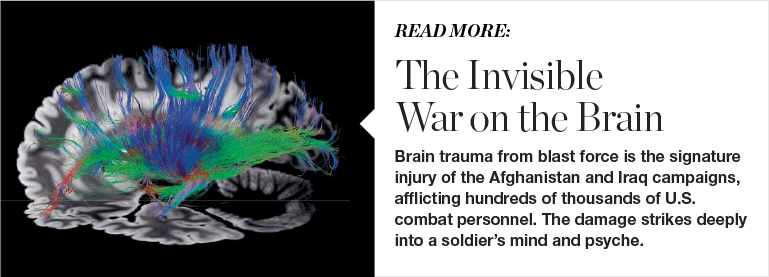 READ MORE:
The Invisible
War on the Brain
Brain trauma from blast force is the signature
injury of the Afghanistan and Iraq campaigns,
afflicting hundreds of thousands of U.S.
combat personnel. The damage strikes deeply
into a soldier’s mind and psyche.